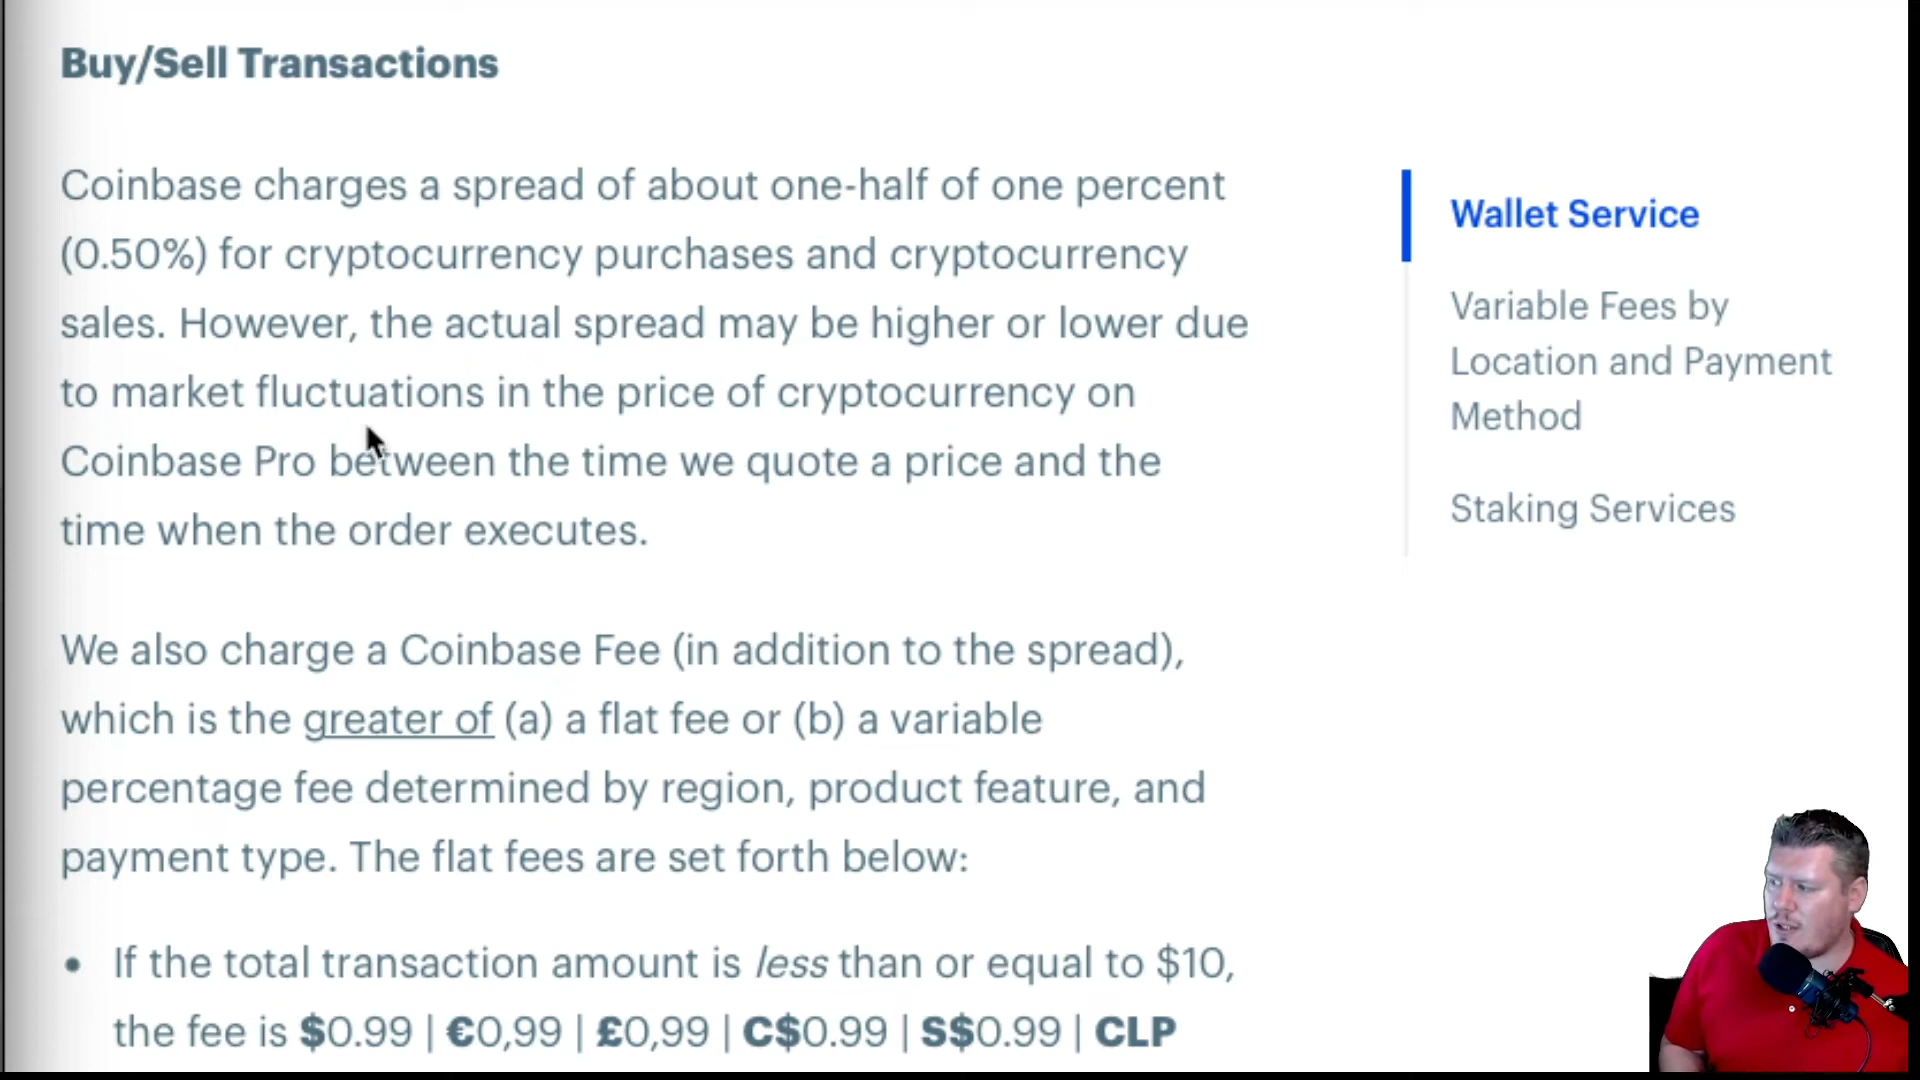 Buy/Sell Transactions
Coinbase charges a spread of about one-half of one percent
(0.50%) for cryptocurrency purchases and cryptocurrency
sales. However, the actual spread may be higher or lower due
to market fluctuations in the price of cryptocurrency on
Coinbase Pro between the time we quote a price and the
time when the order executes.
We also charge a Coinbase Fee (in addition to the spread),
which is the greater of (a) a flat fee or (b) a variable
percentage fee determined by region, product feature, and
payment type. The flat fees are set forth below:
• If the total transaction amount is less than or equal to $10,
the fee is $0.99 | €0,99 | £0,99 | C$0.99 | S$0.99 | CLP
Wallet Service
Variable Fees by
Location and Payment
Method
Staking Services